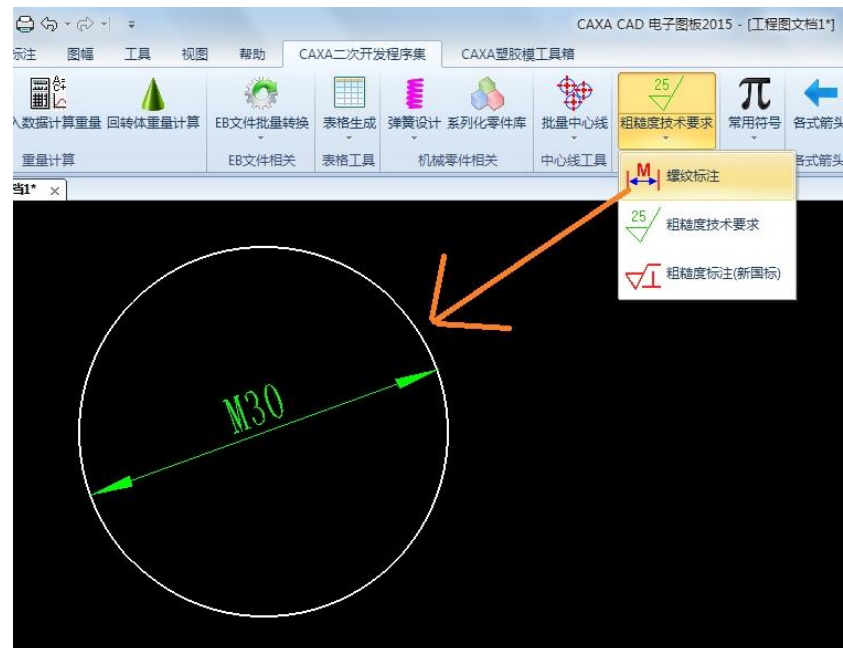 CAXA CAD 电子图板2015 - [工程图文档1*]
标注 图幅 工具 视图 帮助 CAXA二次开发程序集 CAXA塑胶模工具箱
入数据计算重量 回转体重量计算 EB文件批量转换 表格生成 弹簧设计 系列化零件库 批量中心线 25 粗糙度技术要求 π 常用符号 各式箭头
重量计算 EB文件相关 表格工具 机械零件相关 中心线工具 各式箭头
档1*
M 螺纹标注
25 粗糙度技术要求
粗糙度标注(新国标)
M30